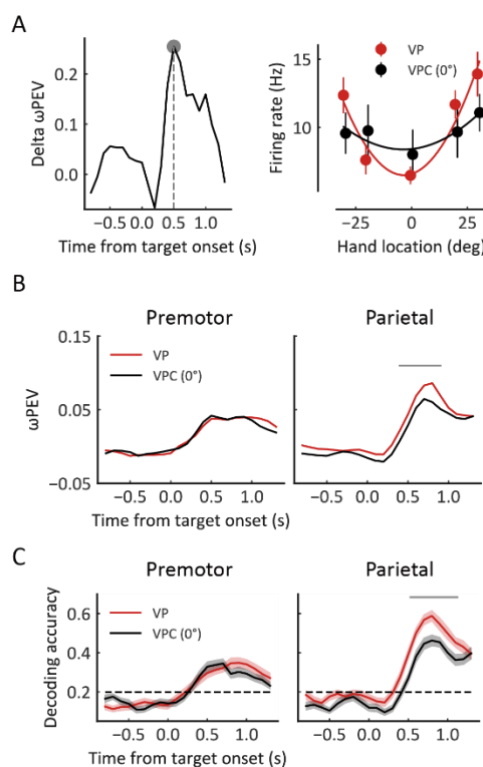 A
Delta ωPEV
0.2
0.1
0.0
−0.5 0.0 0.5 1.0
Time from target onset (s)
Firing rate (Hz)
15
10
VP
VPC (0°)
−30 0 30
Hand location (deg)
B
Premotor
Parietal
ωPEV
0.15
0.05
−0.05
VP
VPC (0°)
−0.5 0.0 0.5 1.0
−0.5 0.0 0.5 1.0
Time from target onset (s)
C
Premotor
Parietal
Decoding accuracy
0.6
0.4
0.2
VP
VPC (0°)
−0.5 0.0 0.5 1.0
−0.5 0.0 0.5 1.0
Time from target onset (s)